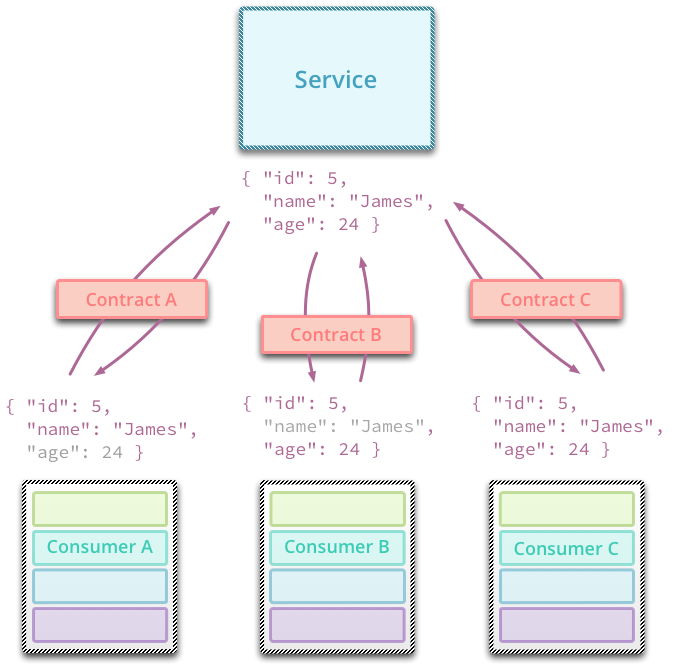 Service
{ "id": 5,
"name": "James",
"age": 24 }
Contract A
Contract B
Contract C
{ "id": 5,
"name": "James",
"age": 24 }
{ "id": 5,
"name": "James",
"age": 24 }
{ "id": 5,
"name": "James",
"age": 24 }
Consumer A
Consumer B
Consumer C